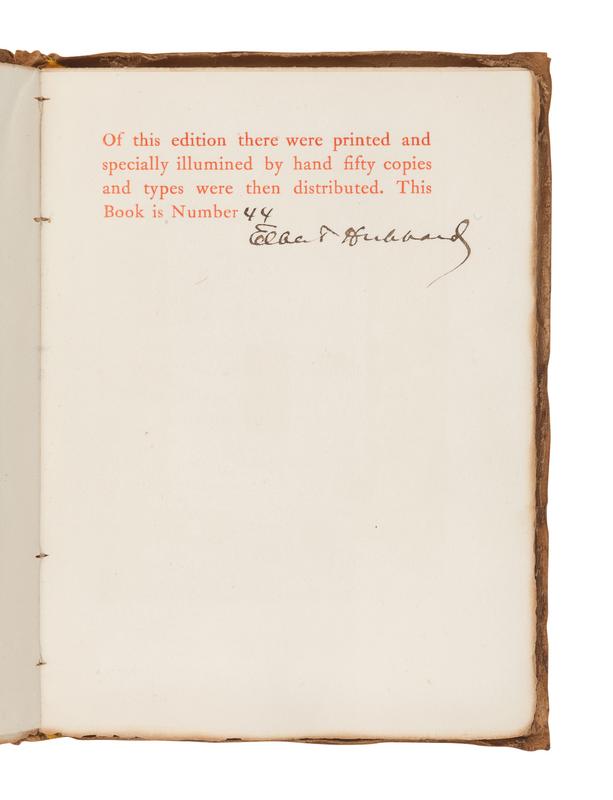 Of this edition there were printed and
specially illumined by hand fifty copies
and types were then distributed. This
Book is Number 44
Elbert Hubbard